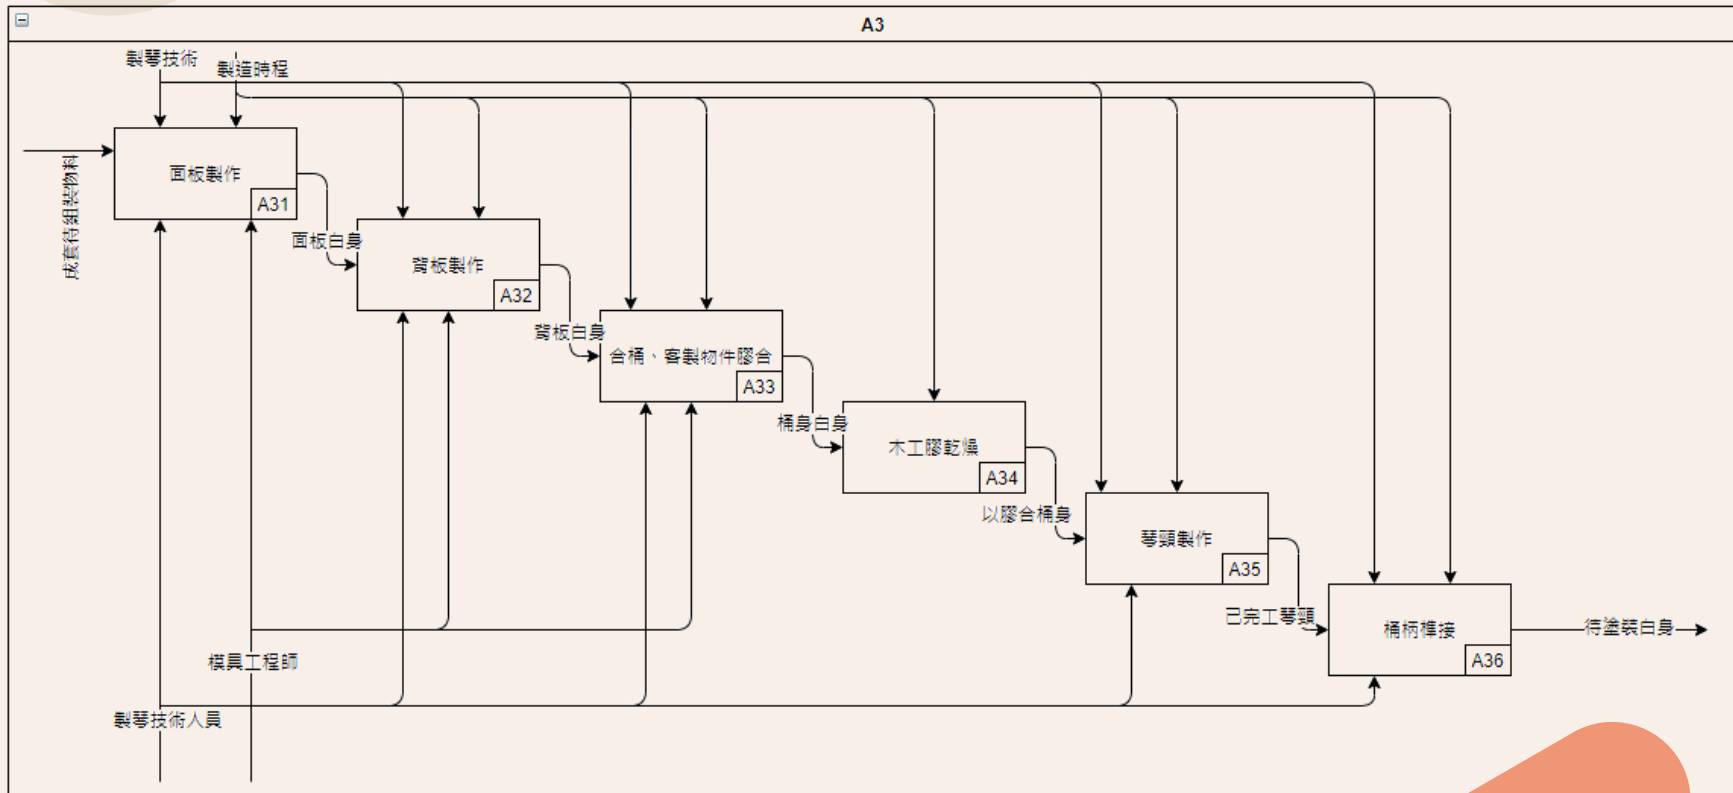 A3
製琴技術
製造時程
成套待組裝物料
面板製作
A31
面板白身
背板製作
A32
背板白身
合桶、客製物件膠合
A33
桶身白身
木工膠乾燥
A34
以膠合桶身
琴頸製作
A35
已完工琴頸
桶柄榫接
A36
待塗裝白身
模具工程師
製琴技術人員